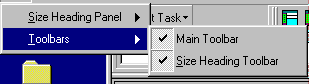 Size Heading Panel
t Task
Toolbars
Main Toolbar
Size Heading Toolbar